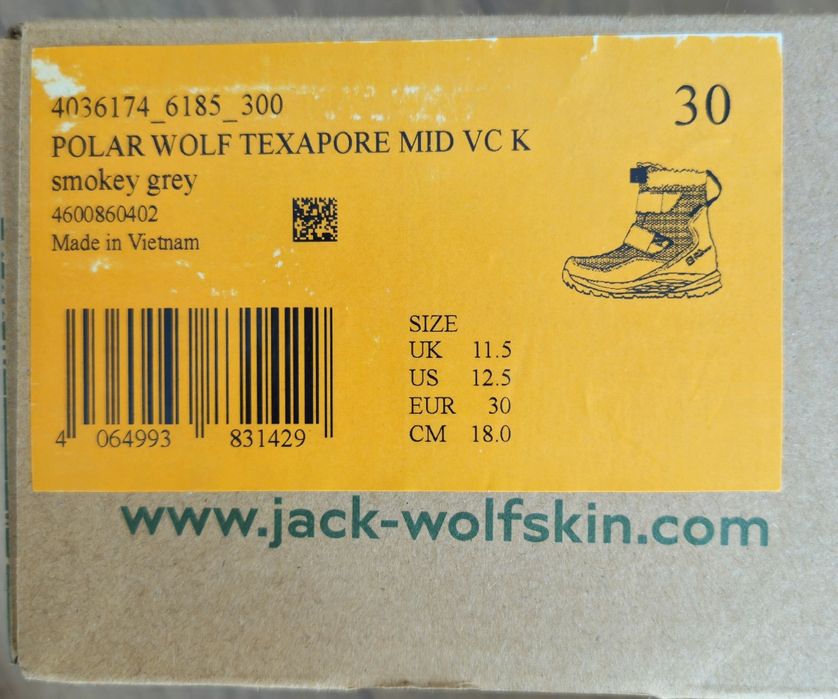 4036174_6185_300
30
POLAR WOLF TEXAPORE MID VC K
smokey grey
4600860402
Made in Vietnam
SIZE
UK 11.5
US 12.5
EUR 30
CM 18.0
4 064993 831429
www.jack-wolfskin.com